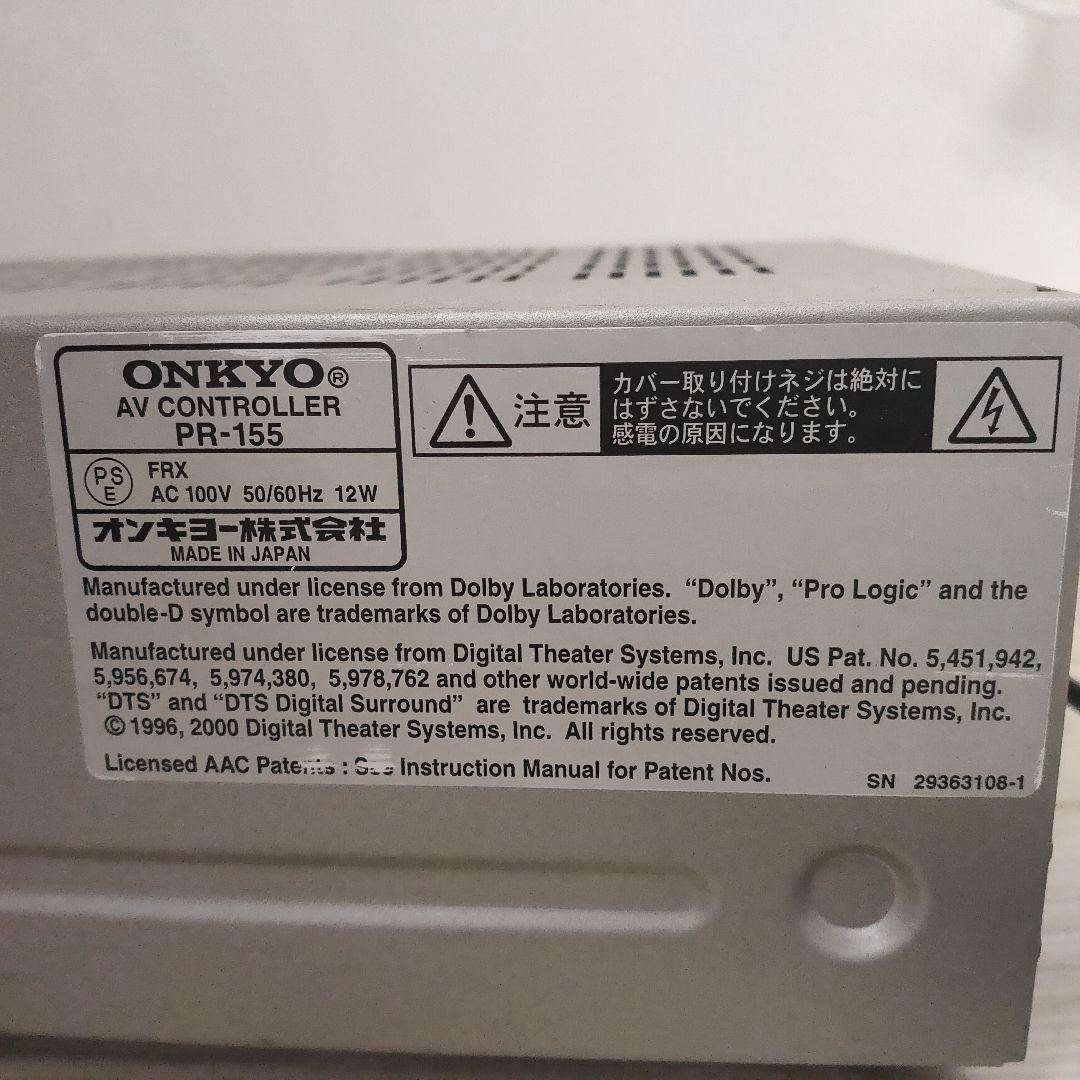 ONKYO®
AV CONTROLLER
PR-155
PSE FRX
AC 100V 50/60Hz 12W
オンキヨー株式会社
MADE IN JAPAN
注意
カバー取り付けネジは絶対に
はずさないでください。
感電の原因になります。
Manufactured under license from Dolby Laboratories. “Dolby”, “Pro Logic” and the
double-D symbol are trademarks of Dolby Laboratories.
Manufactured under license from Digital Theater Systems, Inc. US Pat. No. 5,451,942,
5,956,674, 5,974,380, 5,978,762 and other world-wide patents issued and pending.
“DTS” and “DTS Digital Surround” are trademarks of Digital Theater Systems, Inc.
© 1996, 2000 Digital Theater Systems, Inc. All rights reserved.
Licensed AAC Patents : See Instruction Manual for Patent Nos.
SN 29363108-1